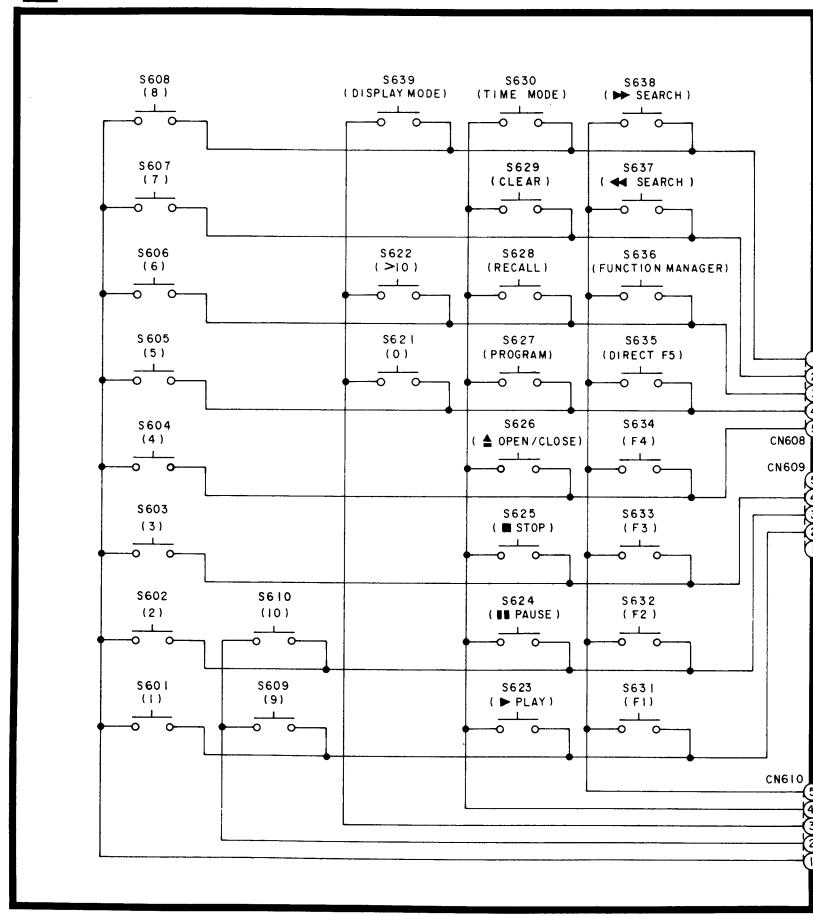 S608 S639 S630 S638
(8) (DISPLAY MODE) (TIME MODE) (▶▶ SEARCH)
S607 S629 S637
(7) (CLEAR) (◀◀ SEARCH)
S606 S622 S628 S636
(6) (>10) (RECALL) (FUNCTION MANAGER)
S605 S621 S627 S635
(5) (0) (PROGRAM) (DIRECT F5)
S604 S626 S634
(4) (▲ OPEN/CLOSE) (F4)
CN608
CN609
S603 S625 S633
(3) (■ STOP) (F3)
S602 S610 S624 S632
(2) (10) (▮▮ PAUSE) (F2)
S601 S609 S623 S631
(1) (9) (▶ PLAY) (F1)
CN610
5
4
3
2
1